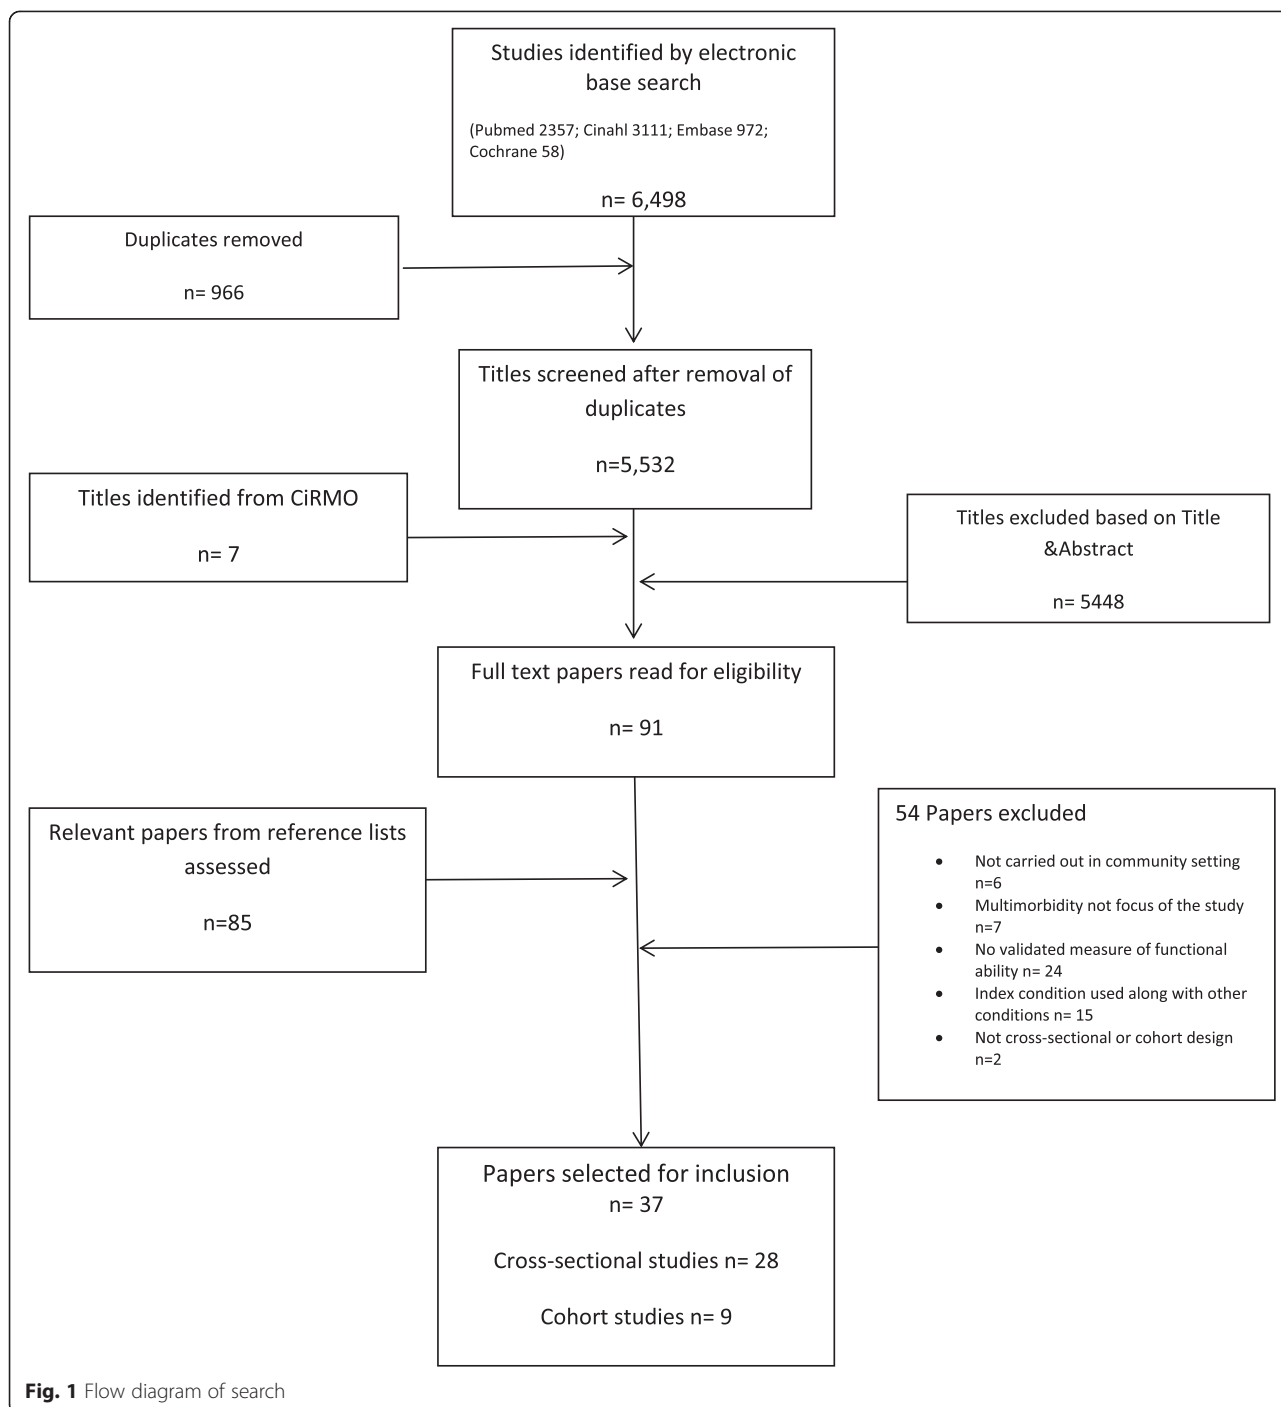 Studies identified by electronic
base search
(Pubmed 2357; Cinahl 3111; Embase 972;
Cochrane 58)
n= 6,498
Duplicates removed
n= 966
Titles screened after removal of
duplicates
n=5,532
Titles identified from CiRMO
n= 7
Titles excluded based on Title
&Abstract
n= 5448
Full text papers read for eligibility
n= 91
Relevant papers from reference lists
assessed
n=85
54 Papers excluded
• Not carried out in community setting
n=6
• Multimorbidity not focus of the study
n=7
• No validated measure of functional
ability n= 24
• Index condition used along with other
conditions n= 15
• Not cross-sectional or cohort design
n=2
Papers selected for inclusion
n= 37
Cross-sectional studies n= 28
Cohort studies n= 9
Fig. 1 Flow diagram of search